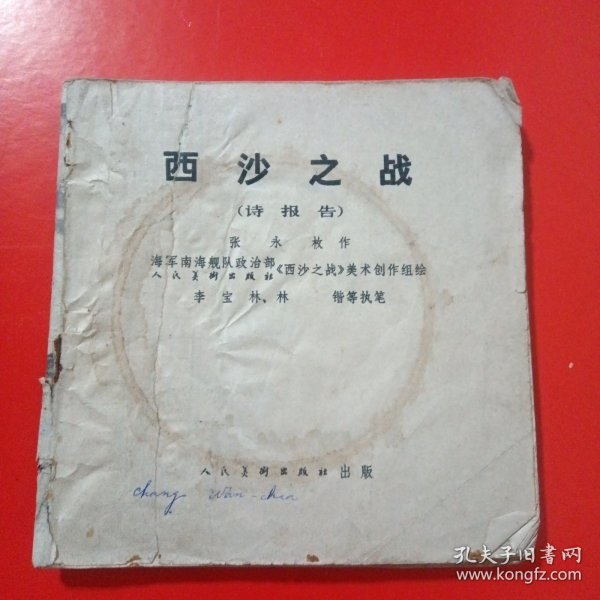 西沙之战
（诗报告）
张永枚作
海军南海舰队政治部
人民美術出版社
《西沙之战》美术创作组绘
李宝林、林锴等执笔
人民美術出版社出版
chang wan-chia
孔夫子旧书网
www.kongfz.com